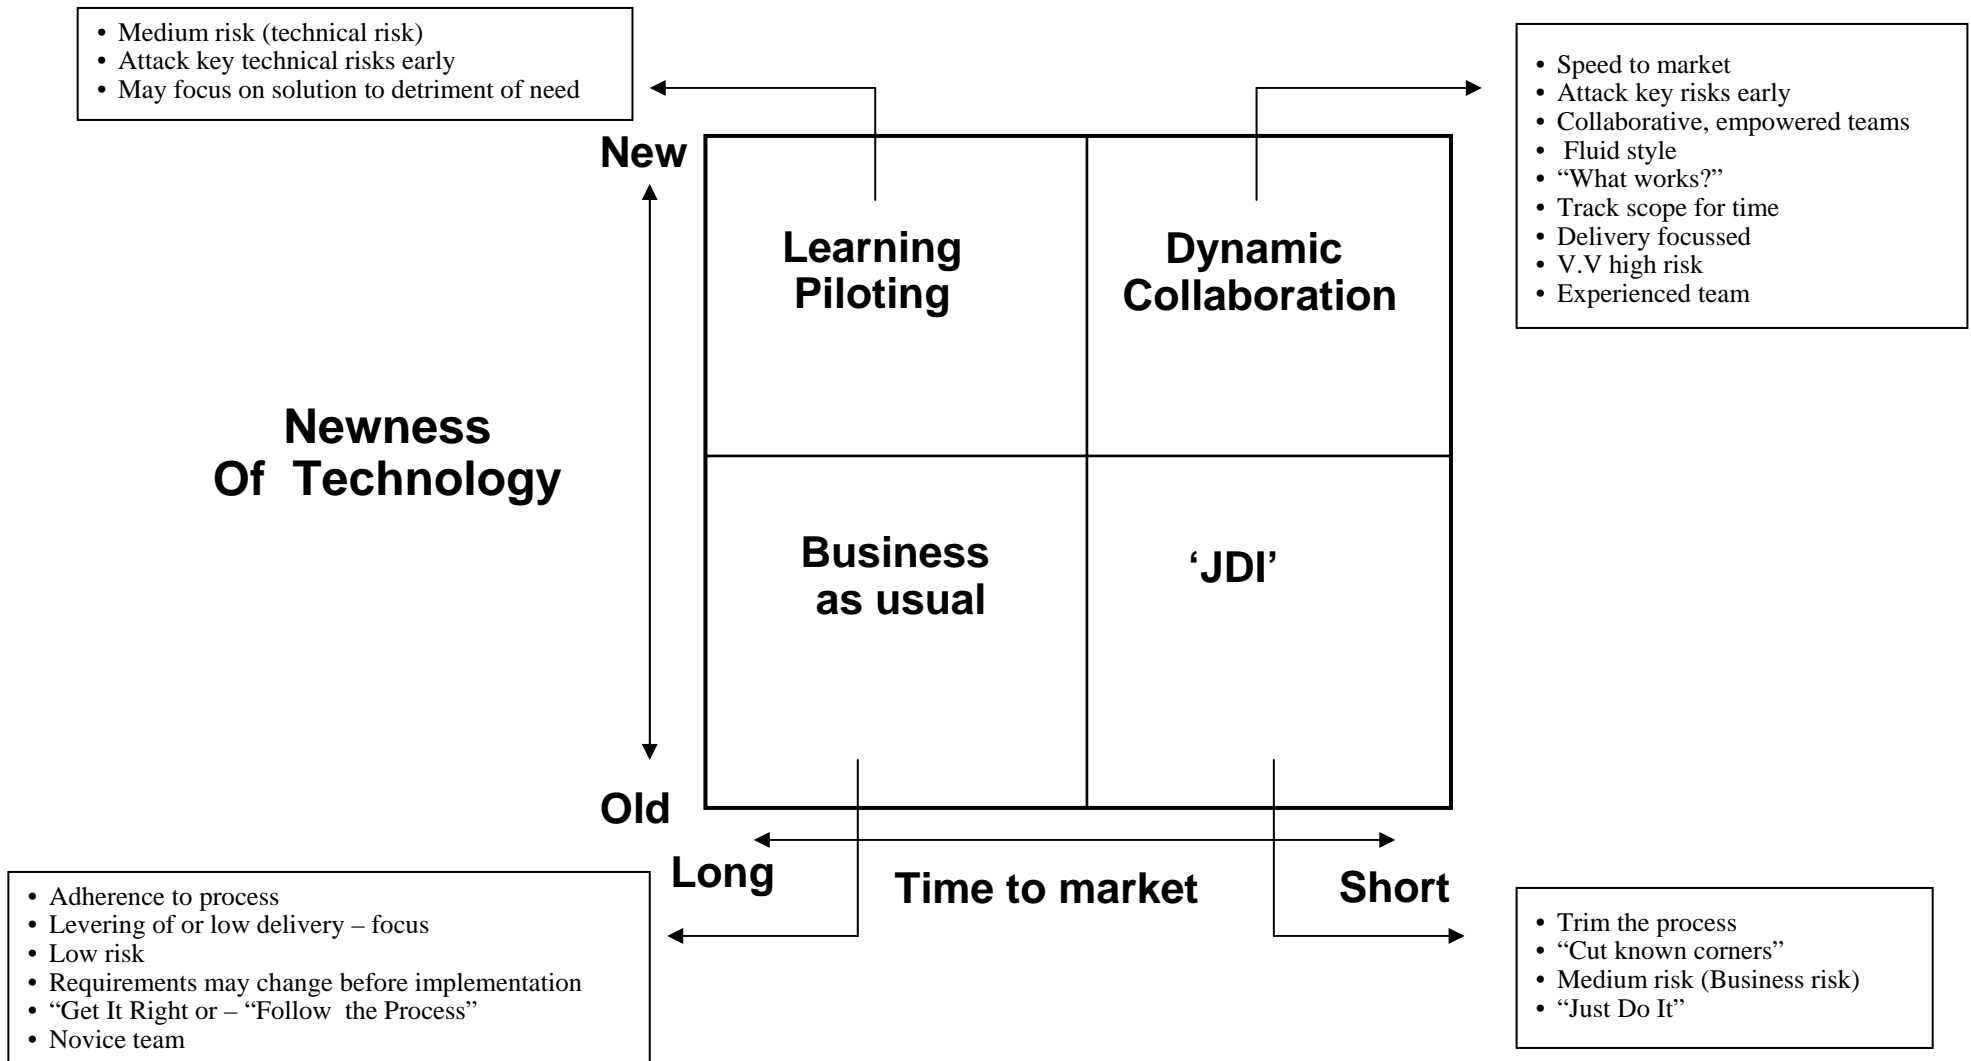 • Medium risk (technical risk)
• Attack key technical risks early
• May focus on solution to detriment of need
• Speed to market
• Attack key risks early
• Collaborative, empowered teams
• Fluid style
• “What works?”
• Track scope for time
• Delivery focussed
• V.V high risk
• Experienced team
New
Learning
Piloting
Dynamic
Collaboration
Newness
Of Technology
Business
as usual
‘JDI’
Old
Long
Time to market
Short
• Adherence to process
• Levering of or low delivery – focus
• Low risk
• Requirements may change before implementation
• “Get It Right or – “Follow the Process”
• Novice team
• Trim the process
• “Cut known corners”
• Medium risk (Business risk)
• “Just Do It”